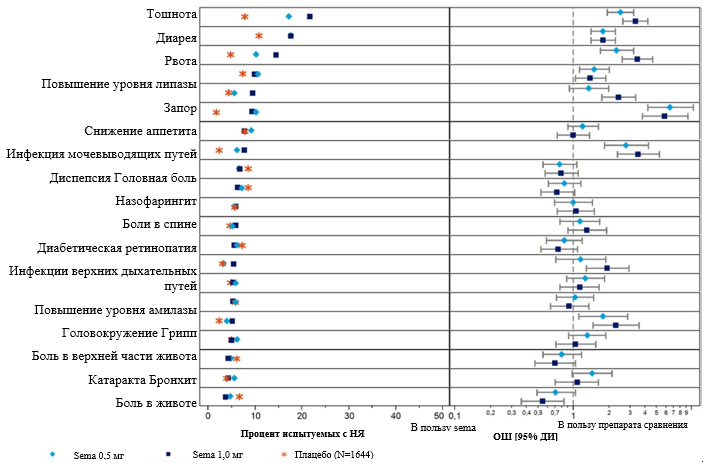 Тошнота
Диарея
Рвота
Повышение уровня липазы
Запор
Снижение аппетита
Инфекция мочевыводящих путей
Диспепсия Головная боль
Назофарингит
Боли в спине
Диабетическая ретинопатия
Инфекции верхних дыхательных
путей
Повышение уровня амилазы
Головокружение Грипп
Боль в верхней части живота
Катаракта Бронхит
Боль в животе
0 10 20 30 40 50 0,1 0,2 0,3 0,4 0,5 0,7 1 2 3 4 5 6 7 8 9
В пользу sema В пользу препарата сравнения
Процент испытуемых с НЯ ОШ [95% ДИ]
Sema 0,5 мг Sema 1,0 мг Плацебо (N=1644)